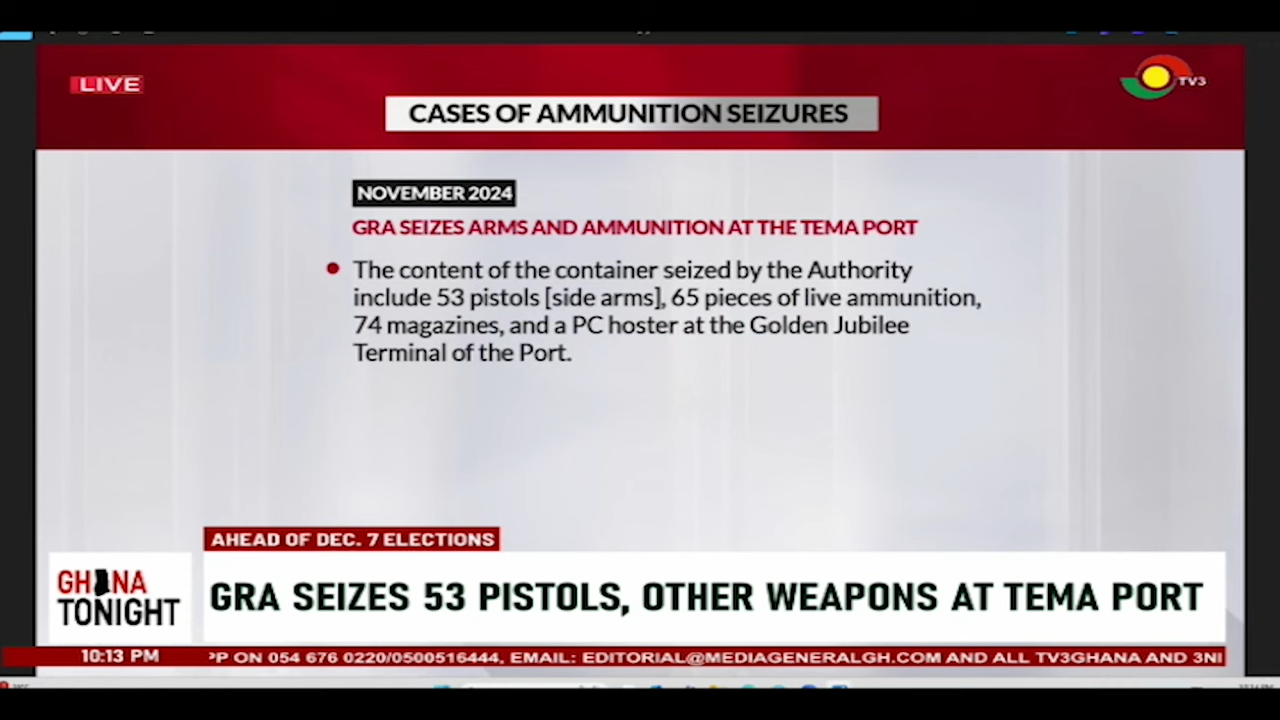 LIVE
TV3
CASES OF AMMUNITION SEIZURES
NOVEMBER 2024
GRA SEIZES ARMS AND AMMUNITION AT THE TEMA PORT
The content of the container seized by the Authority
include 53 pistols [side arms], 65 pieces of live ammunition,
74 magazines, and a PC hoster at the Golden Jubilee
Terminal of the Port.
AHEAD OF DEC. 7 ELECTIONS
GHANA
TONIGHT
GRA SEIZES 53 PISTOLS, OTHER WEAPONS AT TEMA PORT
10:13 PM
PP ON 054 676 0220/0500516444, EMAIL: EDITORIAL@MEDIAGENERALGH.COM AND ALL TV3GHANA AND 3NI